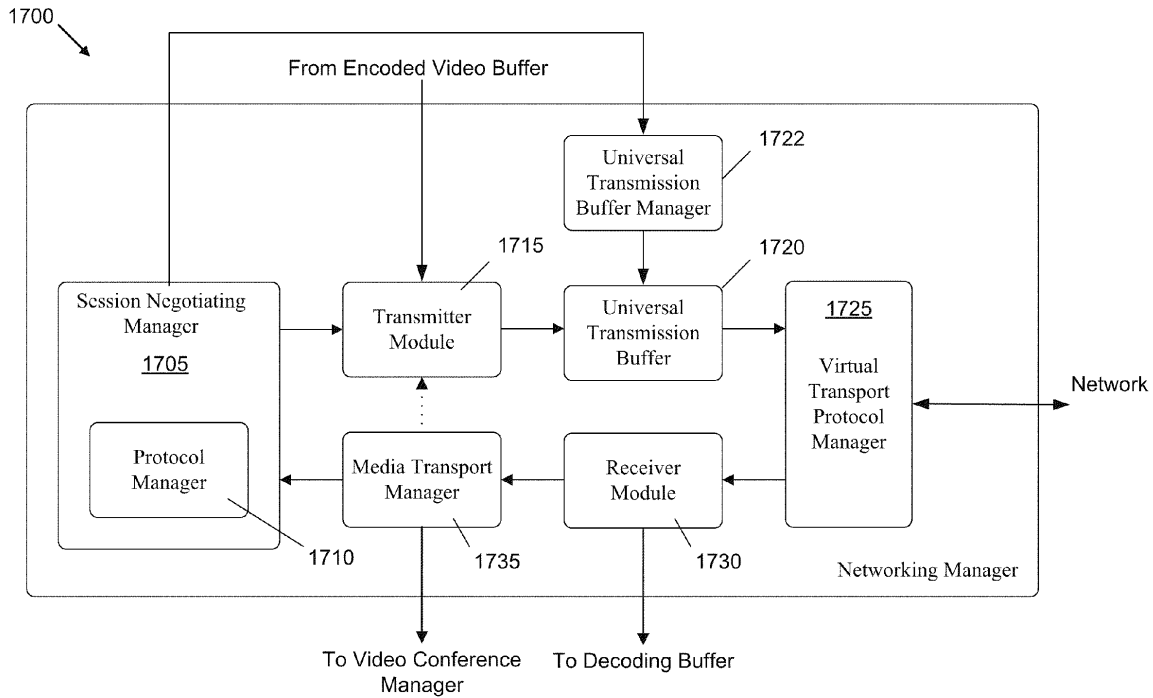 1700
From Encoded Video Buffer
1722
Universal
Transmission
Buffer Manager
1715
1720
Session Negotiating
Manager
1705
Transmitter
Module
Universal
Transmission
Buffer
1725
Virtual
Transport
Protocol
Manager
Network
Protocol
Manager
Media Transport
Manager
Receiver
Module
1710
1735
1730
Networking Manager
To Video Conference
Manager
To Decoding Buffer